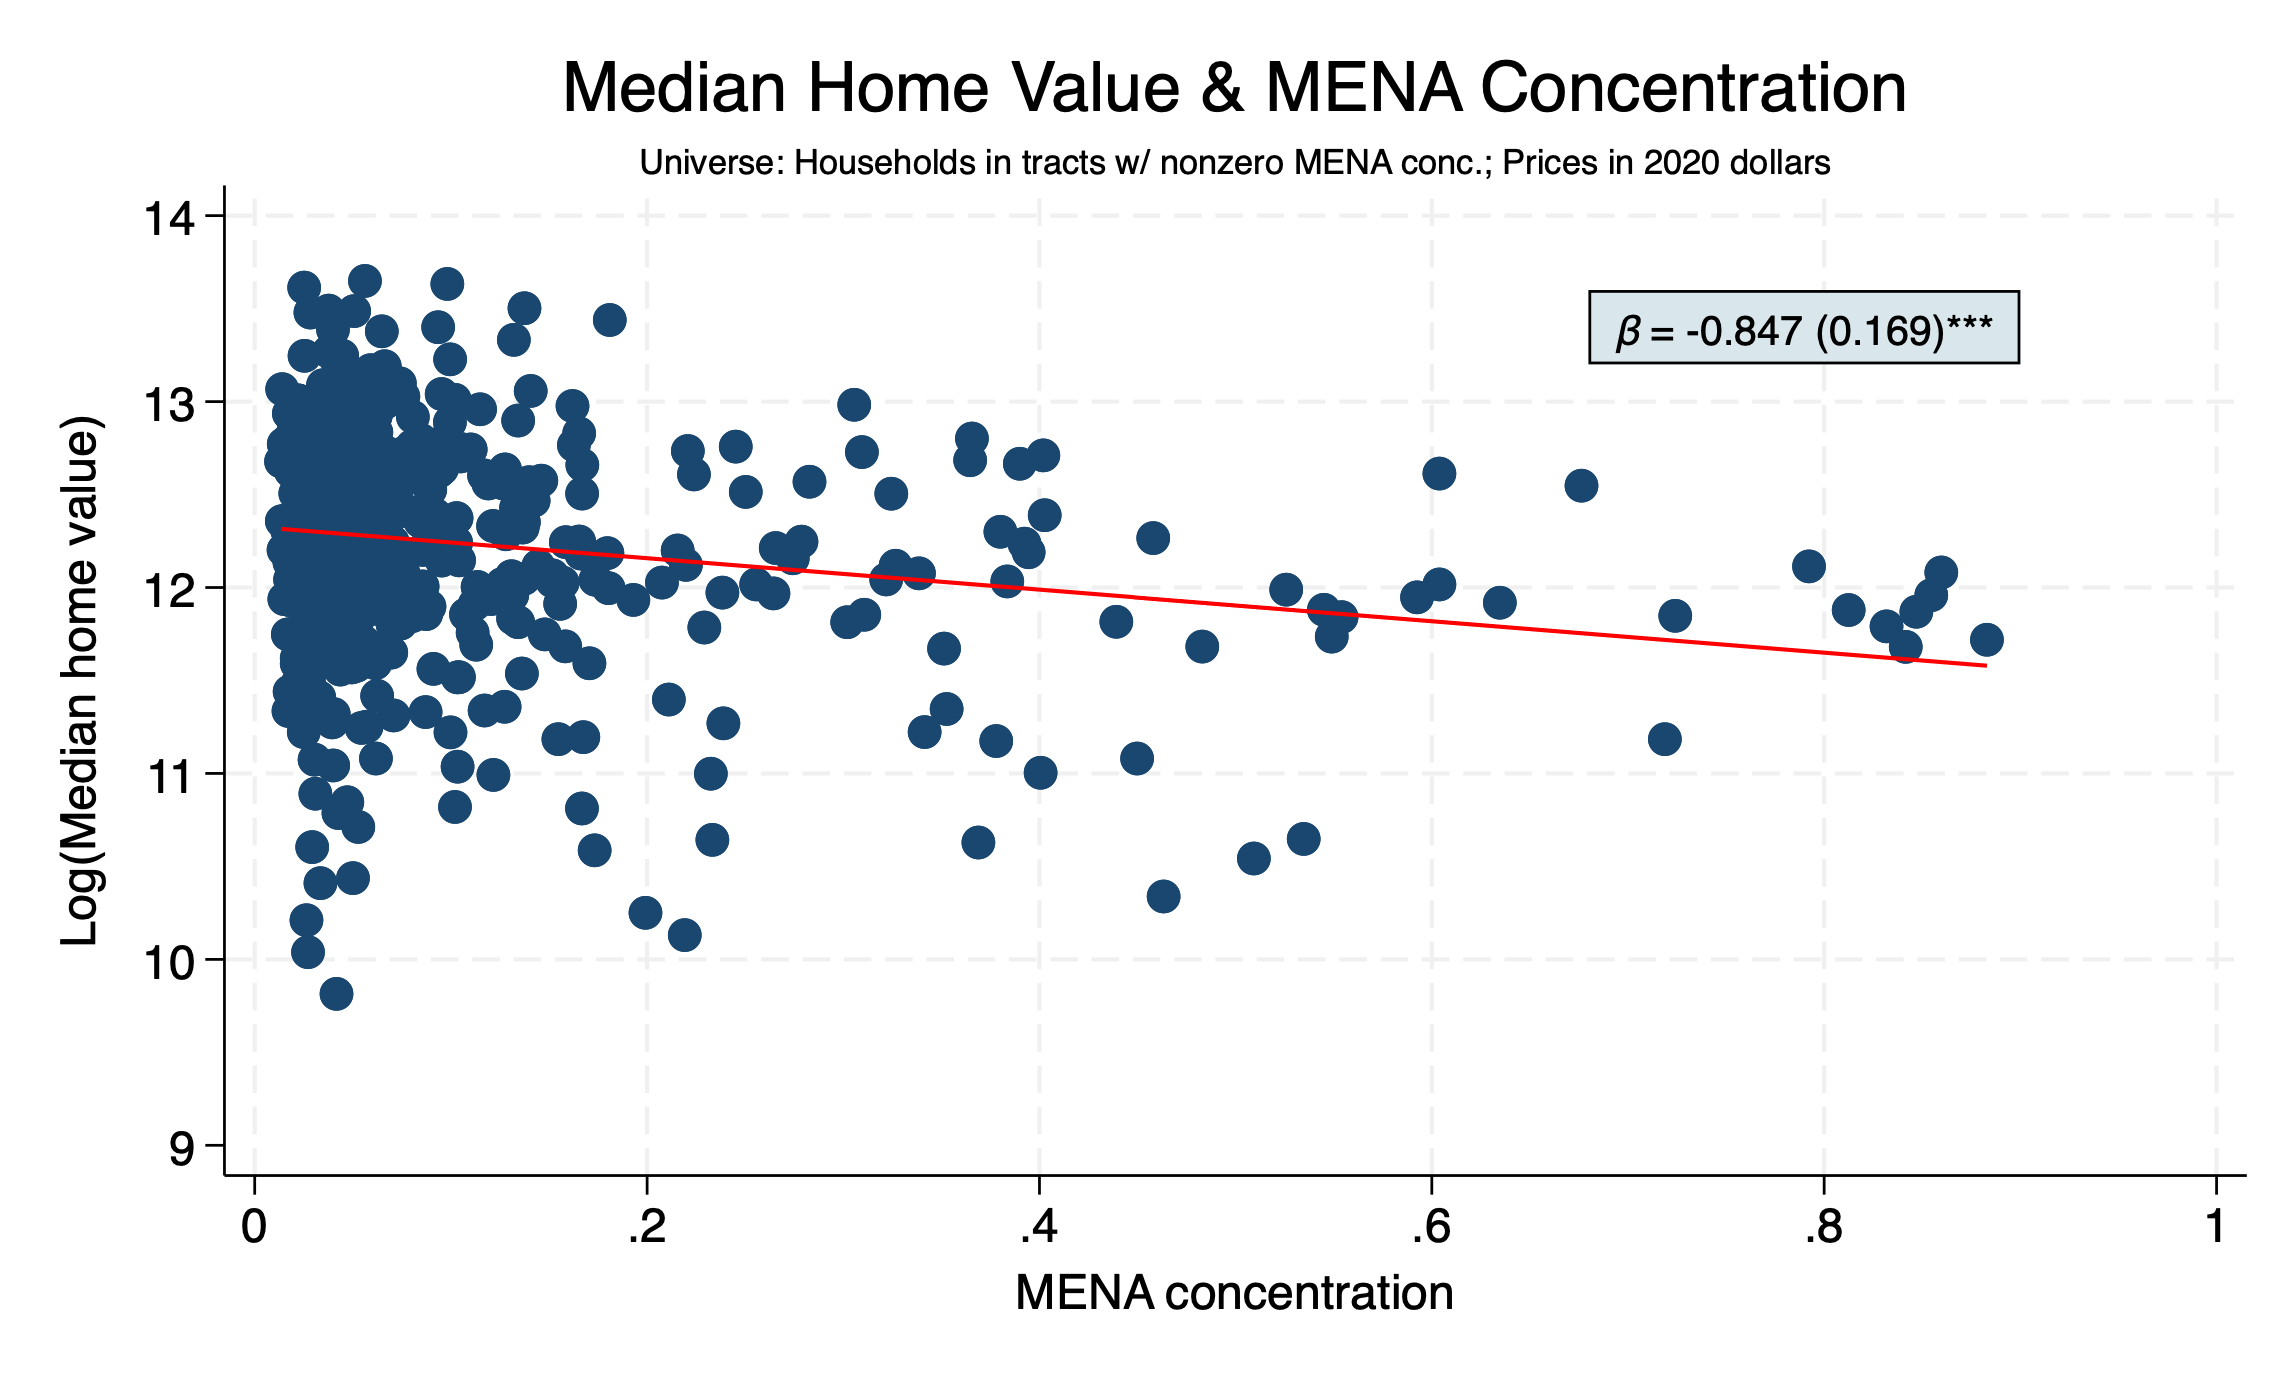 Median Home Value & MENA Concentration
Universe: Households in tracts w/ nonzero MENA conc.; Prices in 2020 dollars
14
13
12
11
10
9
Log(Median home value)
β = -0.847 (0.169)***
0 .2 .4 .6 .8 1
MENA concentration